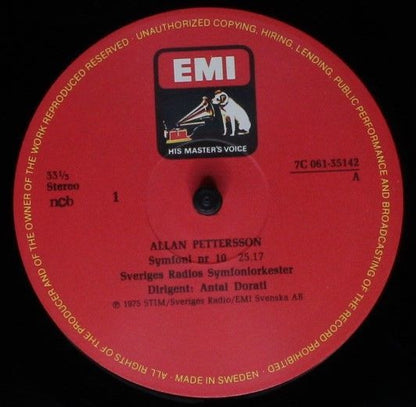 EMI
HIS MASTER'S VOICE
33⅓
Stereo
7C 061-35142
A
ncb
1
ALLAN PETTERSSON
Symfoni nr 10 25.17
Sveriges Radios Symfoniorkester
Dirigent: Antal Dorati
℗ 1975 STIM/Sveriges Radio/EMI Svenska AB
ALL RIGHTS OF THE PRODUCER AND OF THE OWNER OF THE WORK REPRODUCED RESERVED · UNAUTHORIZED COPYING, HIRING, LENDING, PUBLIC PERFORMANCE AND BROADCASTING OF THE RECORD PROHIBITED · MADE IN SWEDEN ·